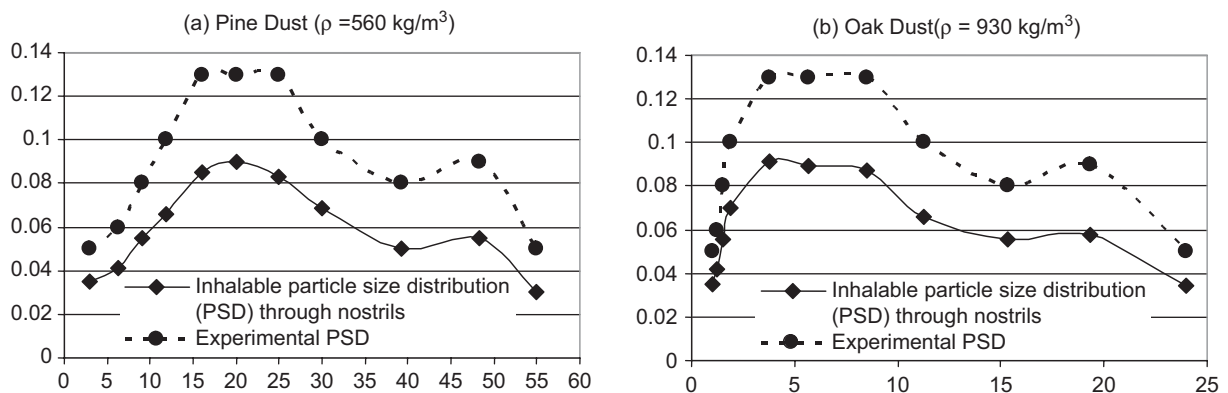 (a) Pine Dust (ρ =560 kg/m³)
0.14
0.12
0.1
0.08
0.06
0.04
0.02
0
Inhalable particle size distribution
(PSD) through nostrils
Experimental PSD
0 5 10 15 20 25 30 35 40 45 50 55 60
(b) Oak Dust(ρ = 930 kg/m³)
0.14
0.12
0.1
0.08
0.06
0.04
0.02
0
Inhalable particle size distribution
(PSD) through nostrils
Experimental PSD
0 5 10 15 20 25